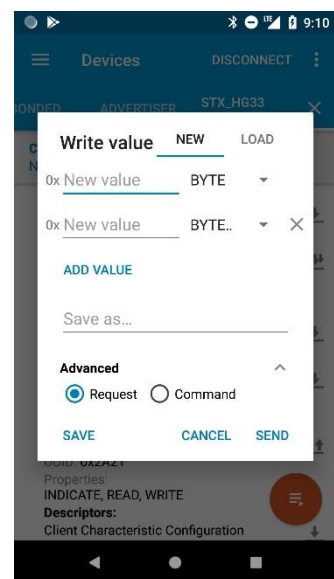 9:10
Devices DISCONNECT
BONDED ADVERTISER STX_HG33
Write value NEW LOAD
0x New value BYTE
0x New value BYTE..
ADD VALUE
Save as...
Advanced
Request Command
SAVE CANCEL SEND
UUID: 0x2A21
Properties:
INDICATE, READ, WRITE
Descriptors:
Client Characteristic Configuration